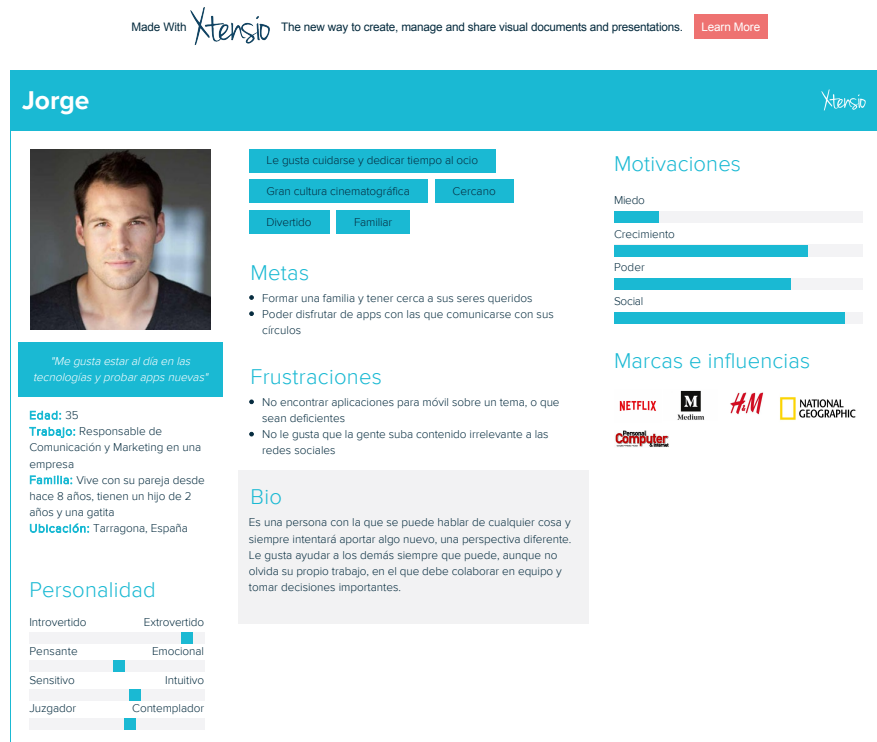 Made With Xtensio The new way to create, manage and share visual documents and presentations. Learn More
Jorge
Xtensio
"Me gusta estar al día en las
tecnologías y probar apps nuevas"
Edad: 35
Trabajo: Responsable de
Comunicación y Marketing en una
empresa
Familia: Vive con su pareja desde
hace 8 años, tienen un hijo de 2
años y una gatita
Ubicación: Tarragona, España
Personalidad
Introvertido Extrovertido
Pensante Emocional
Sensitivo Intuitivo
Juzgador Contemplador
Le gusta cuidarse y dedicar tiempo al ocio
Gran cultura cinematográfica Cercano
Divertido Familiar
Metas
Formar una familia y tener cerca a sus seres queridos
Poder disfrutar de apps con las que comunicarse con sus
círculos
Frustraciones
No encontrar aplicaciones para móvil sobre un tema, o que
sean deficientes
No le gusta que la gente suba contenido irrelevante a las
redes sociales
Bio
Es una persona con la que se puede hablar de cualquier cosa y
siempre intentará aportar algo nuevo, una perspectiva diferente.
Le gusta ayudar a los demás siempre que puede, aunque no
olvida su propio trabajo, en el que debe colaborar en equipo y
tomar decisiones importantes.
Motivaciones
Miedo
Crecimiento
Poder
Social
Marcas e influencias
NETFLIX
M
Medium
H&M
NATIONAL
GEOGRAPHIC
Personal
Computer
& Internet